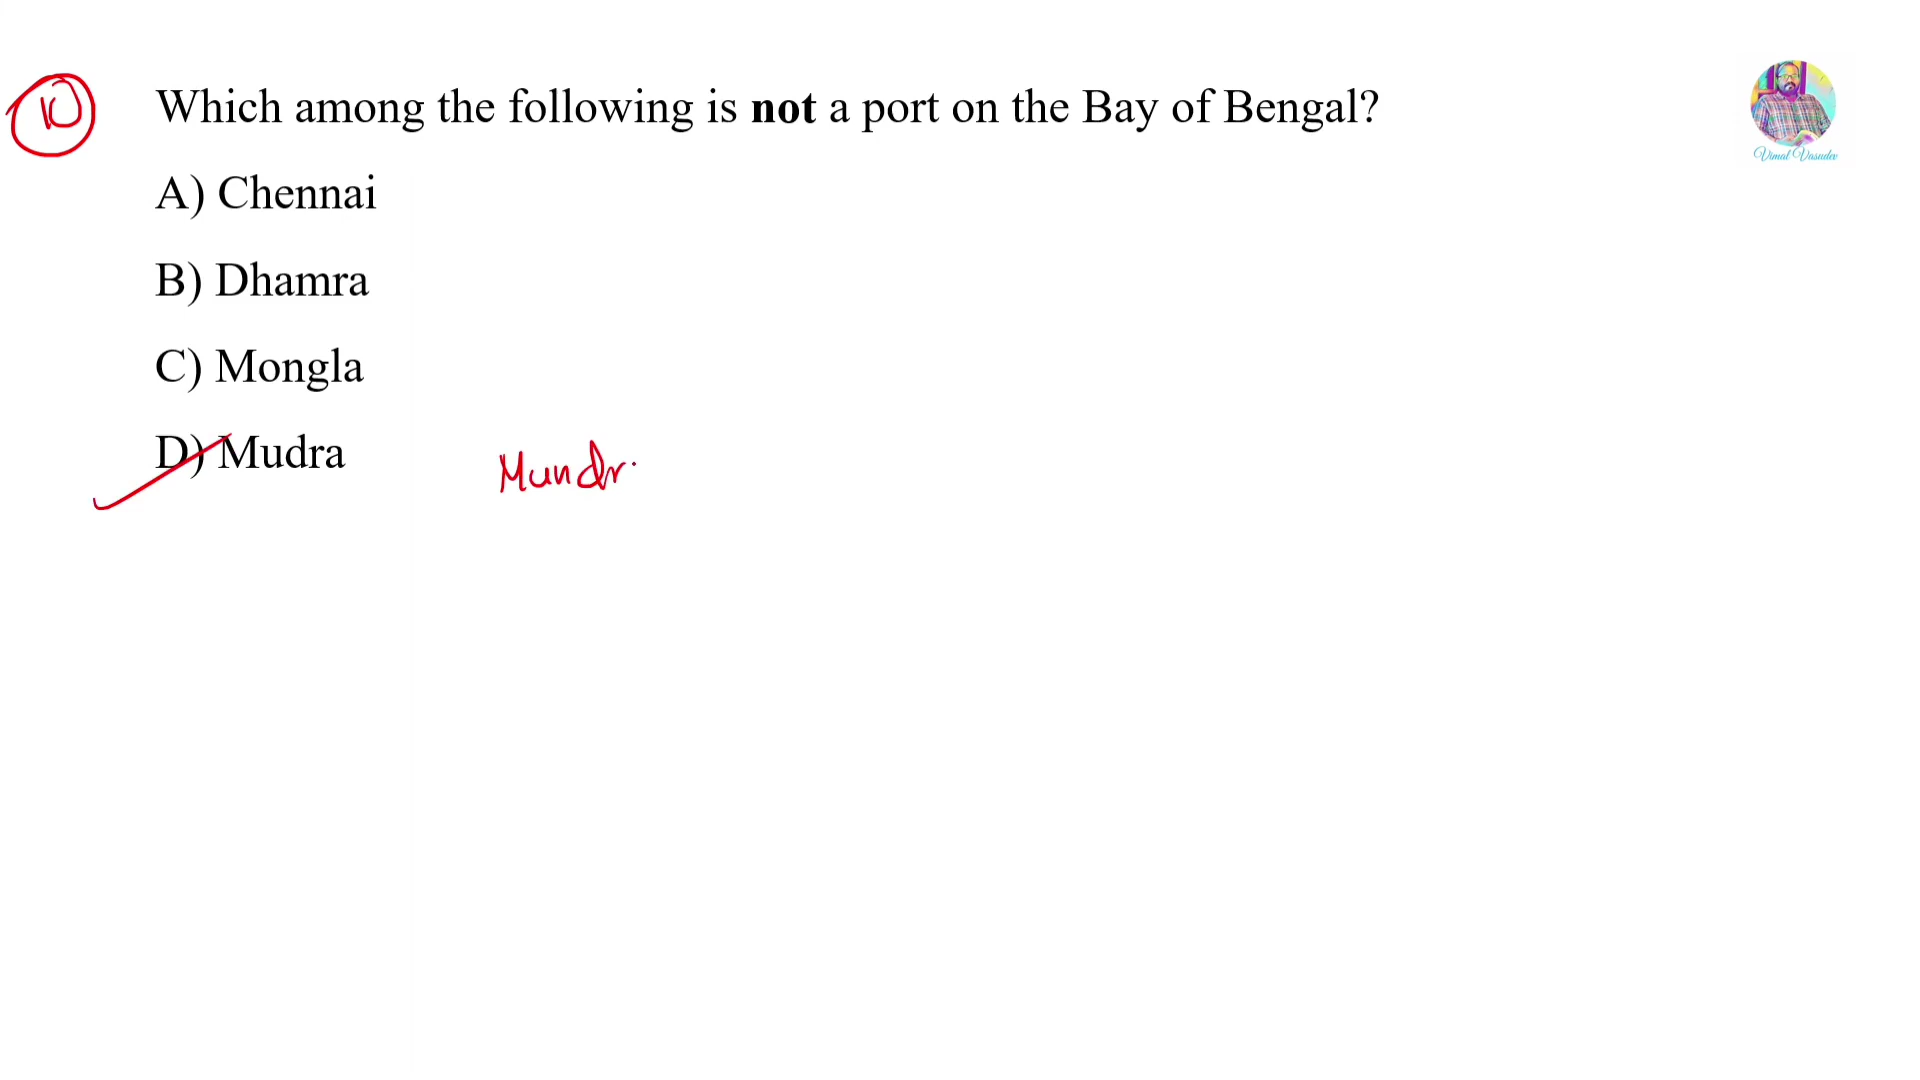 10 Which among the following is not a port on the Bay of Bengal?
Vimal Vasudev
A) Chennai
B) Dhamra
C) Mongla
D) Mudra
Mundr